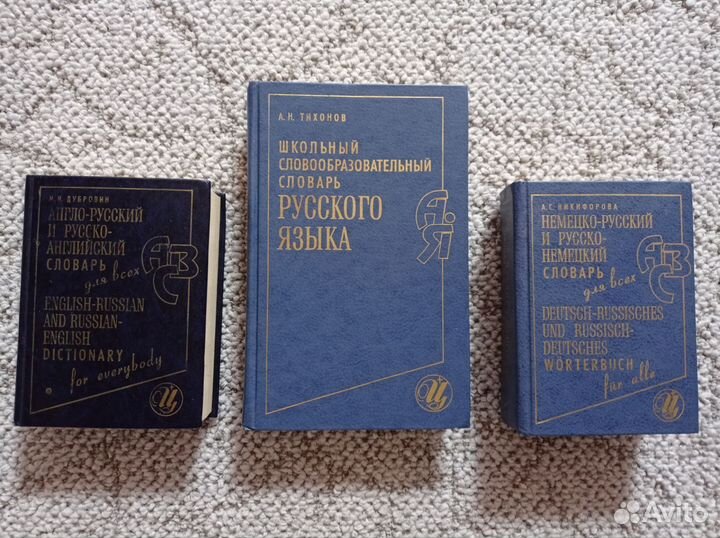 М.И. ДУБРОВИН
АНГЛО-РУССКИЙ
И РУССКО-
АНГЛИЙСКИЙ
СЛОВАРЬ
для всех
ABC
ENGLISH-RUSSIAN
AND RUSSIAN-
ENGLISH
DICTIONARY
for everybody
Ц
А.Н. ТИХОНОВ
ШКОЛЬНЫЙ
СЛОВООБРАЗОВАТЕЛЬНЫЙ
СЛОВАРЬ
РУССКОГО
ЯЗЫКА
А-Я
Ц
А.С. НИКИФОРОВА
НЕМЕЦКО-РУССКИЙ
И РУССКО-
НЕМЕЦКИЙ
СЛОВАРЬ
для всех
ABC
DEUTSCH-RUSSISCHES
UND RUSSISCH-
DEUTSCHES
WÖRTERBUCH
für alle
Ц
Avito